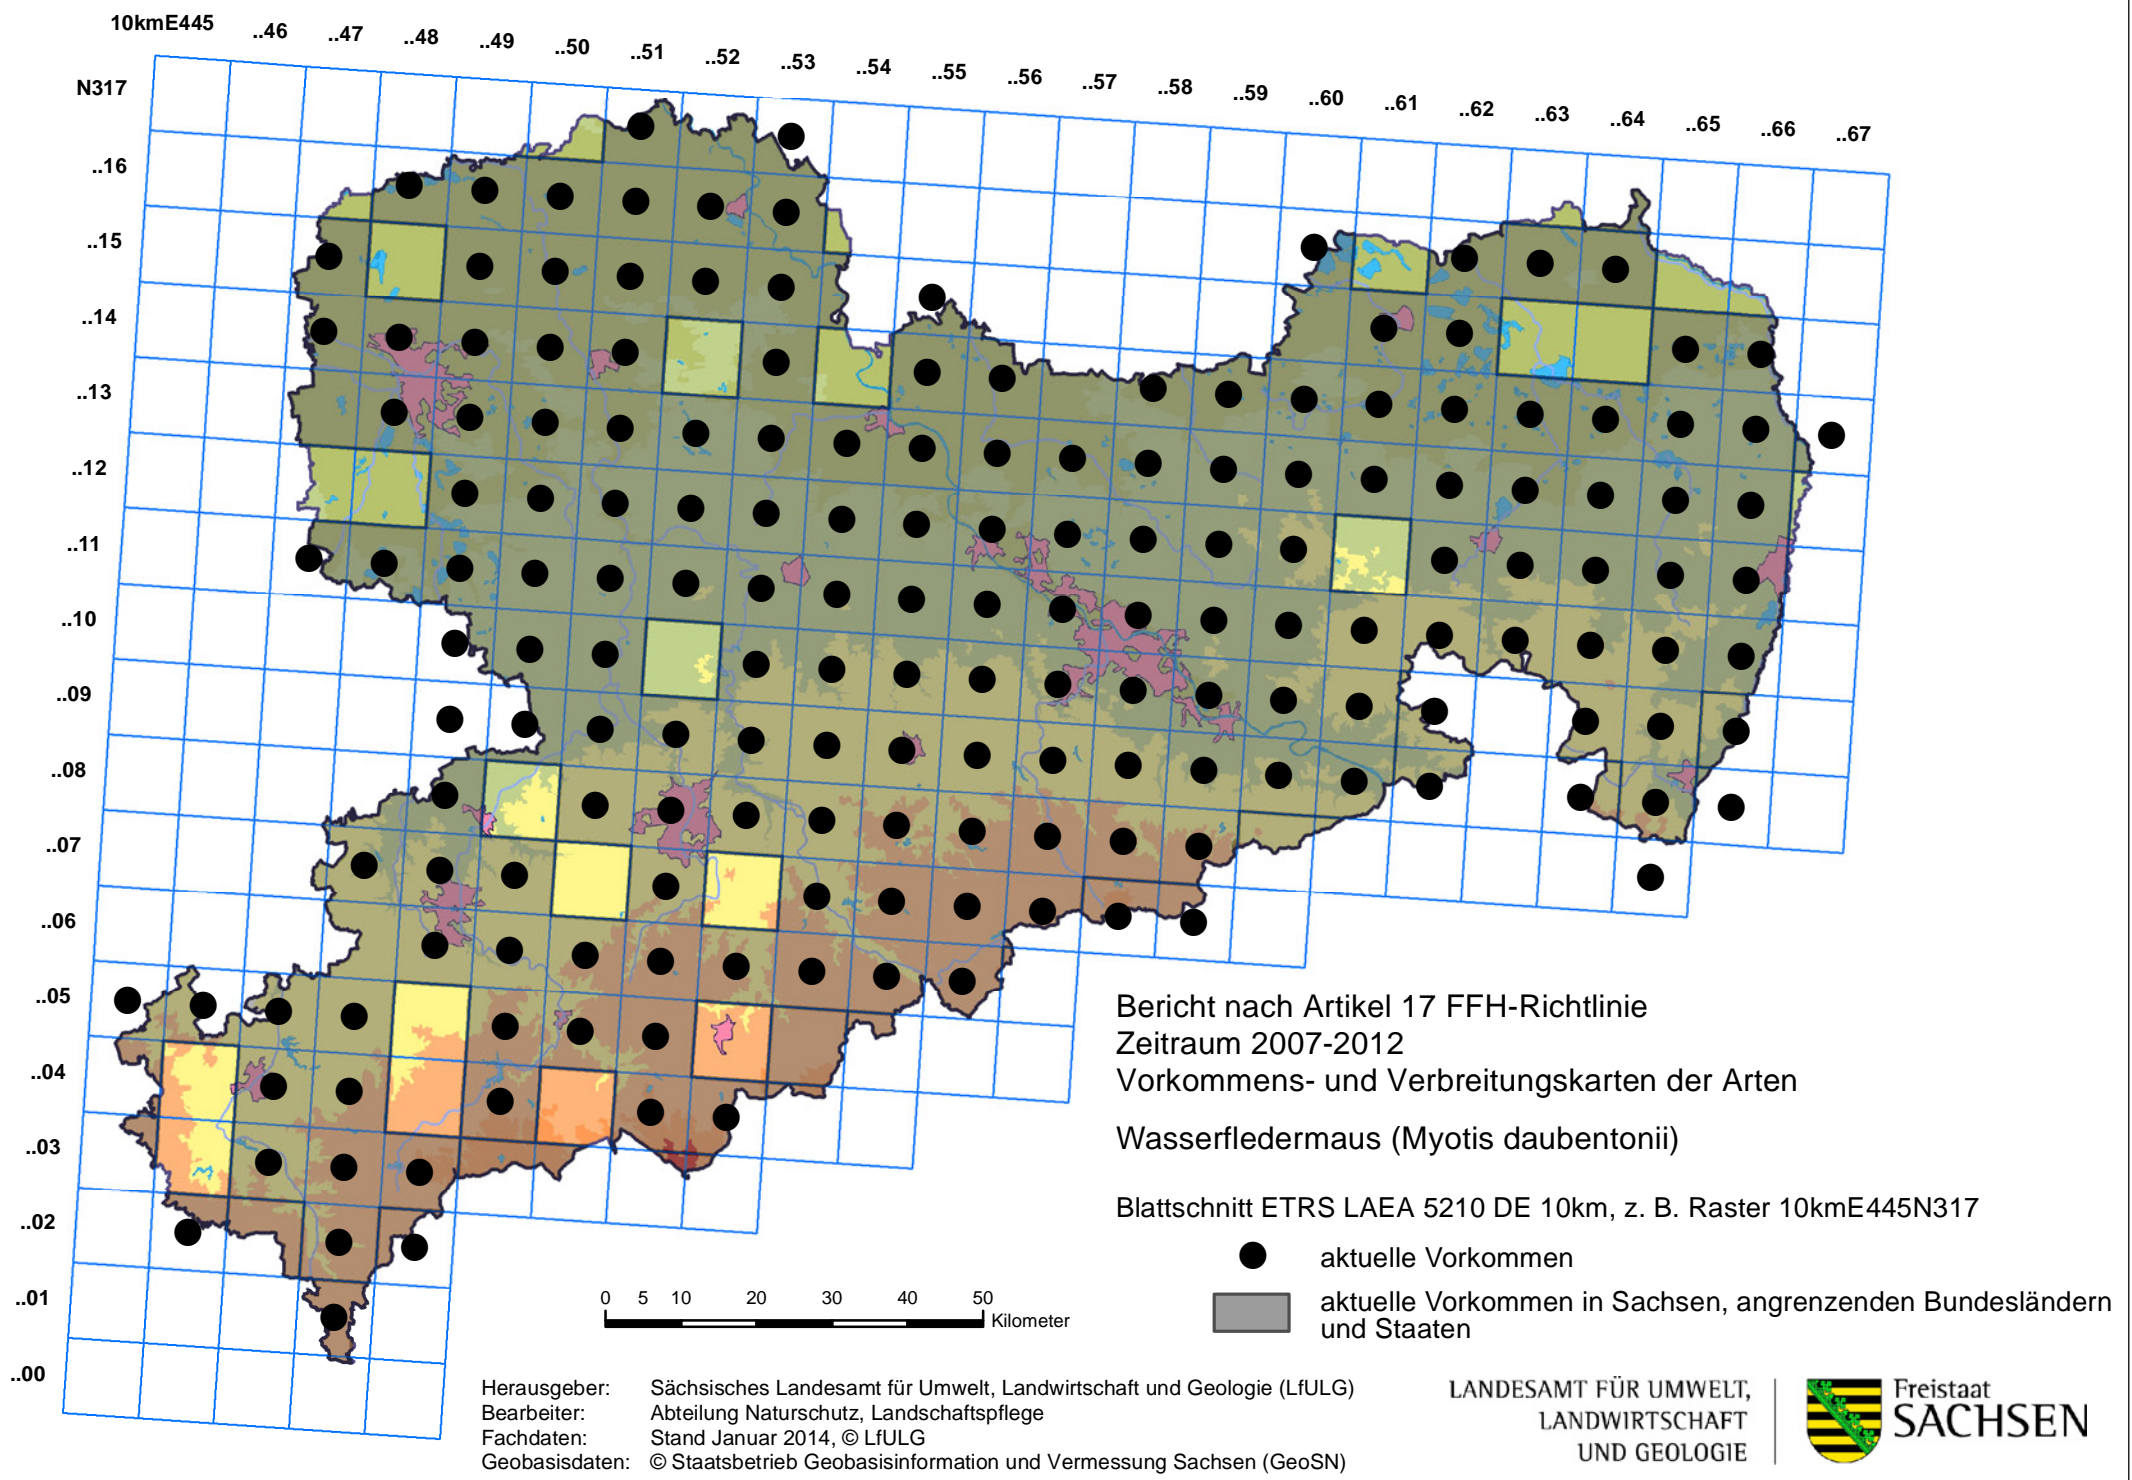 10kmE445 ..46 ..47 ..48 ..49 ..50 ..51 ..52 ..53 ..54 ..55 ..56 ..57 ..58 ..59 ..60 ..61 ..62 ..63 ..64 ..65 ..66 ..67
N317
..16
..15
..14
..13
..12
..11
..10
..09
..08
..07
..06
..05
..04
..03
..02
..01
..00
Bericht nach Artikel 17 FFH-Richtlinie
Zeitraum 2007-2012
Vorkommens- und Verbreitungskarten der Arten
Wasserfledermaus (Myotis daubentonii)
Blattschnitt ETRS LAEA 5210 DE 10km, z. B. Raster 10kmE445N317
aktuelle Vorkommen
aktuelle Vorkommen in Sachsen, angrenzenden Bundesländern
und Staaten
0 5 10 20 30 40 50
Kilometer
Herausgeber: Sächsisches Landesamt für Umwelt, Landwirtschaft und Geologie (LfULG)
Bearbeiter: Abteilung Naturschutz, Landschaftspflege
Fachdaten: Stand Januar 2014, © LfULG
Geobasisdaten: © Staatsbetrieb Geobasisinformation und Vermessung Sachsen (GeoSN)
LANDESAMT FÜR UMWELT,
LANDWIRTSCHAFT
UND GEOLOGIE
Freistaat
SACHSEN